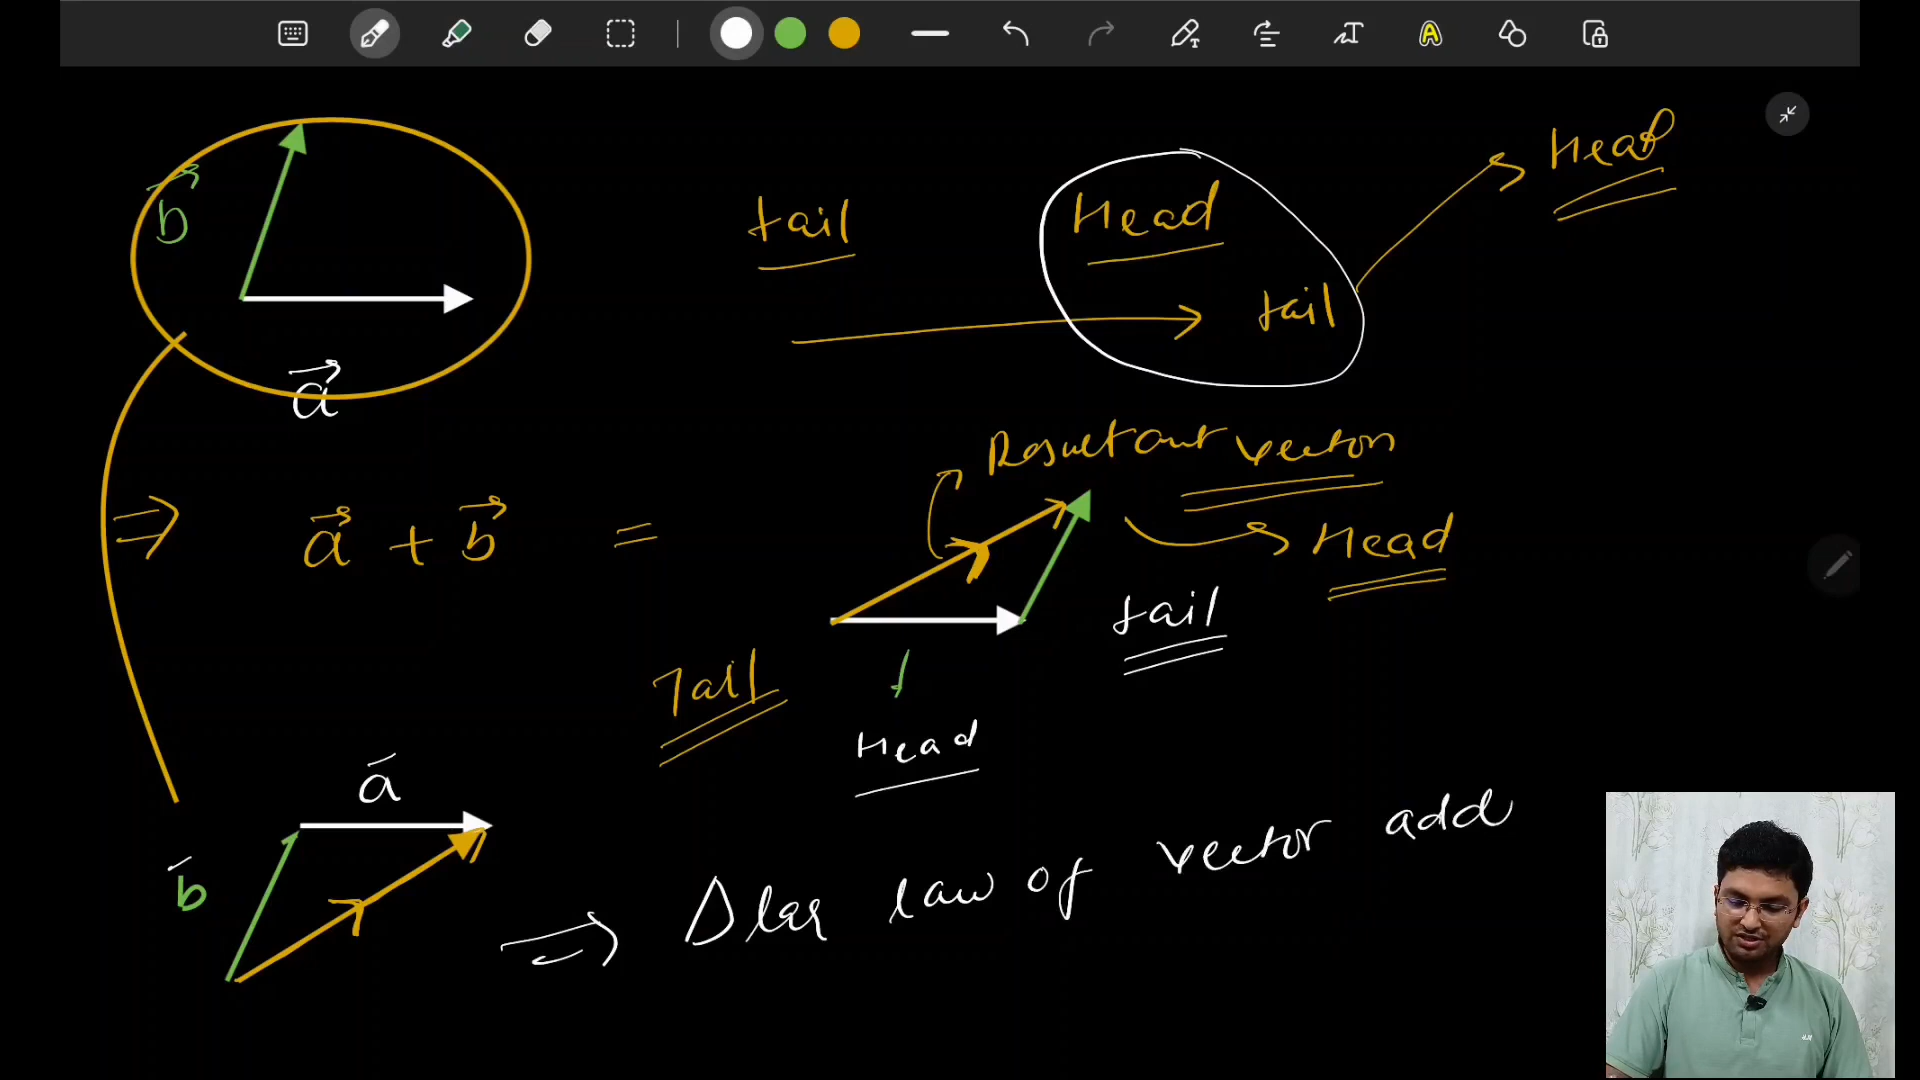 b⃗
a⃗
tail
Head
tail
Head
⇒ a⃗ + b⃗ =
Resultant vector
Head
tail
Tail
Head
ā
b̄
⇒ Δlar law of vector add